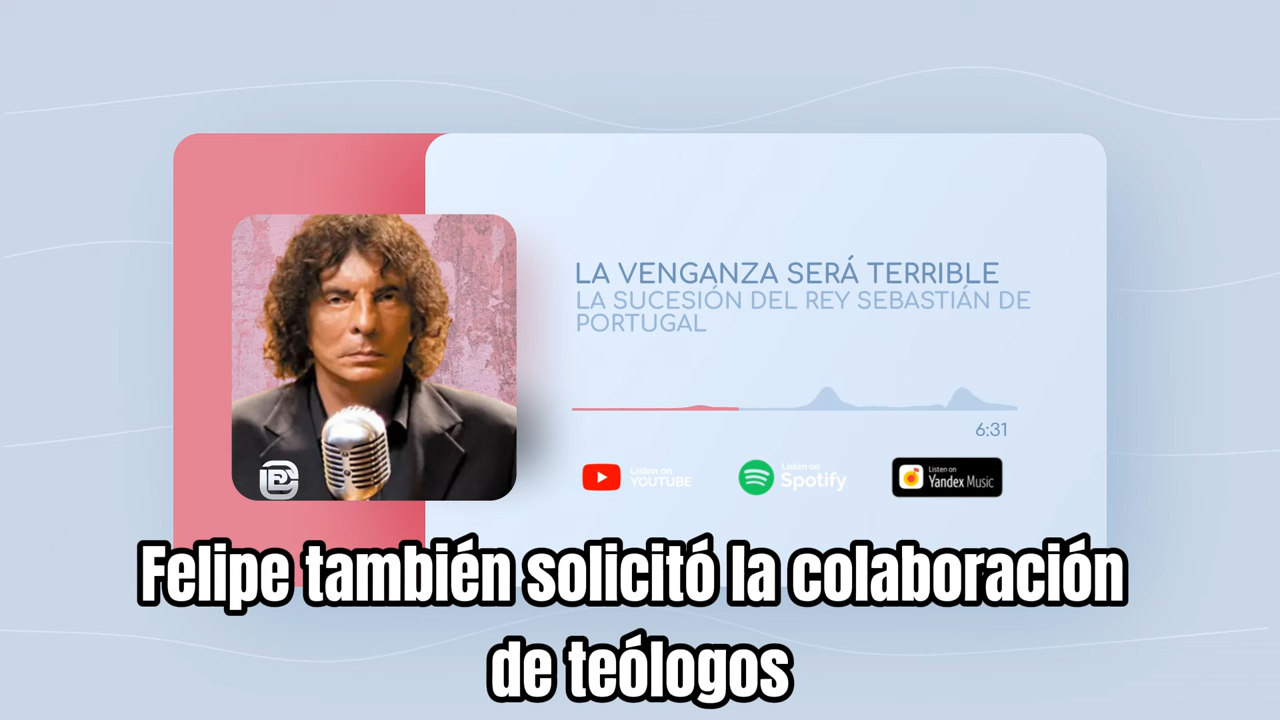 LA VENGANZA SERÁ TERRIBLE
LA SUCESIÓN DEL REY SEBASTIÁN DE
PORTUGAL
6:31
Listen on
YOUTUBE
Listen on
Spotify
Listen on
Yandex Music
Felipe también solicitó la colaboración
de teólogos